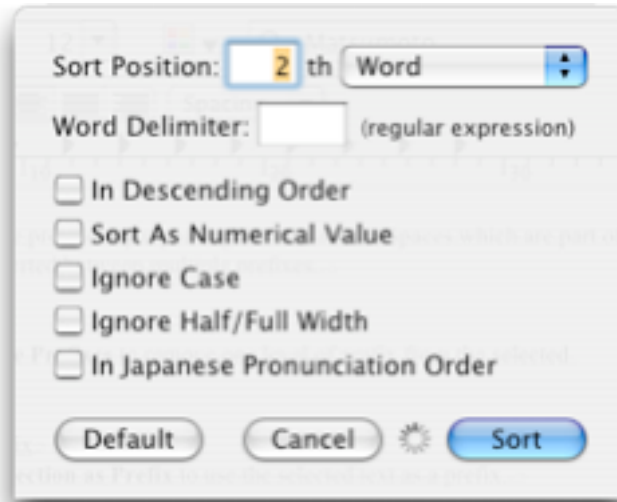 Sort Position: 2 th Word
Word Delimiter: (regular expression)
In Descending Order
Sort As Numerical Value
Ignore Case
Ignore Half/Full Width
In Japanese Pronunciation Order
Default Cancel Sort